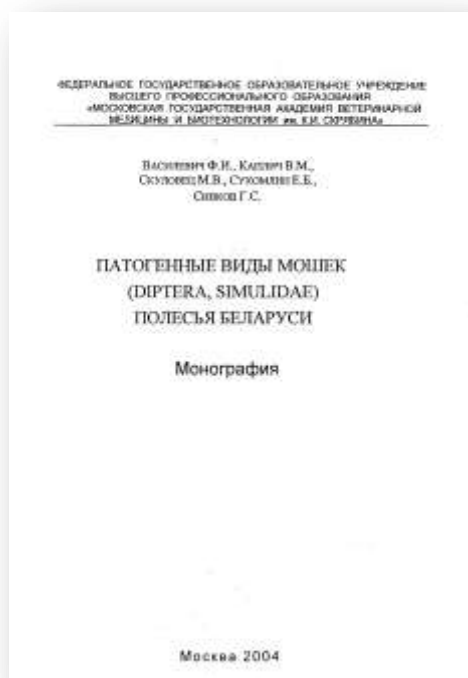 ФЕДЕРАЛЬНОЕ ГОСУДАРСТВЕННОЕ ОБРАЗОВАТЕЛЬНОЕ УЧРЕЖДЕНИЕ
ВЫСШЕГО ПРОФЕССИОНАЛЬНОГО ОБРАЗОВАНИЯ
«МОСКОВСКАЯ ГОСУДАРСТВЕННАЯ АКАДЕМИЯ ВЕТЕРИНАРНОЙ
МЕДИЦИНЫ И БИОТЕХНОЛОГИИ им. К.И. СКРЯБИНА»
ВАСИЛЕВИЧ Ф.И., КАПЛИЧ В.М.,
СКУЛОВЕЦ М.В., СУХОМЛИН Е.Б.,
Г.С.
ПАТОГЕННЫЕ ВИДЫ МОШЕК
(DIPTERA, SIMULIDAE)
ПОЛЕСЬЯ БЕЛАРУСИ
Монография
Москва 2004